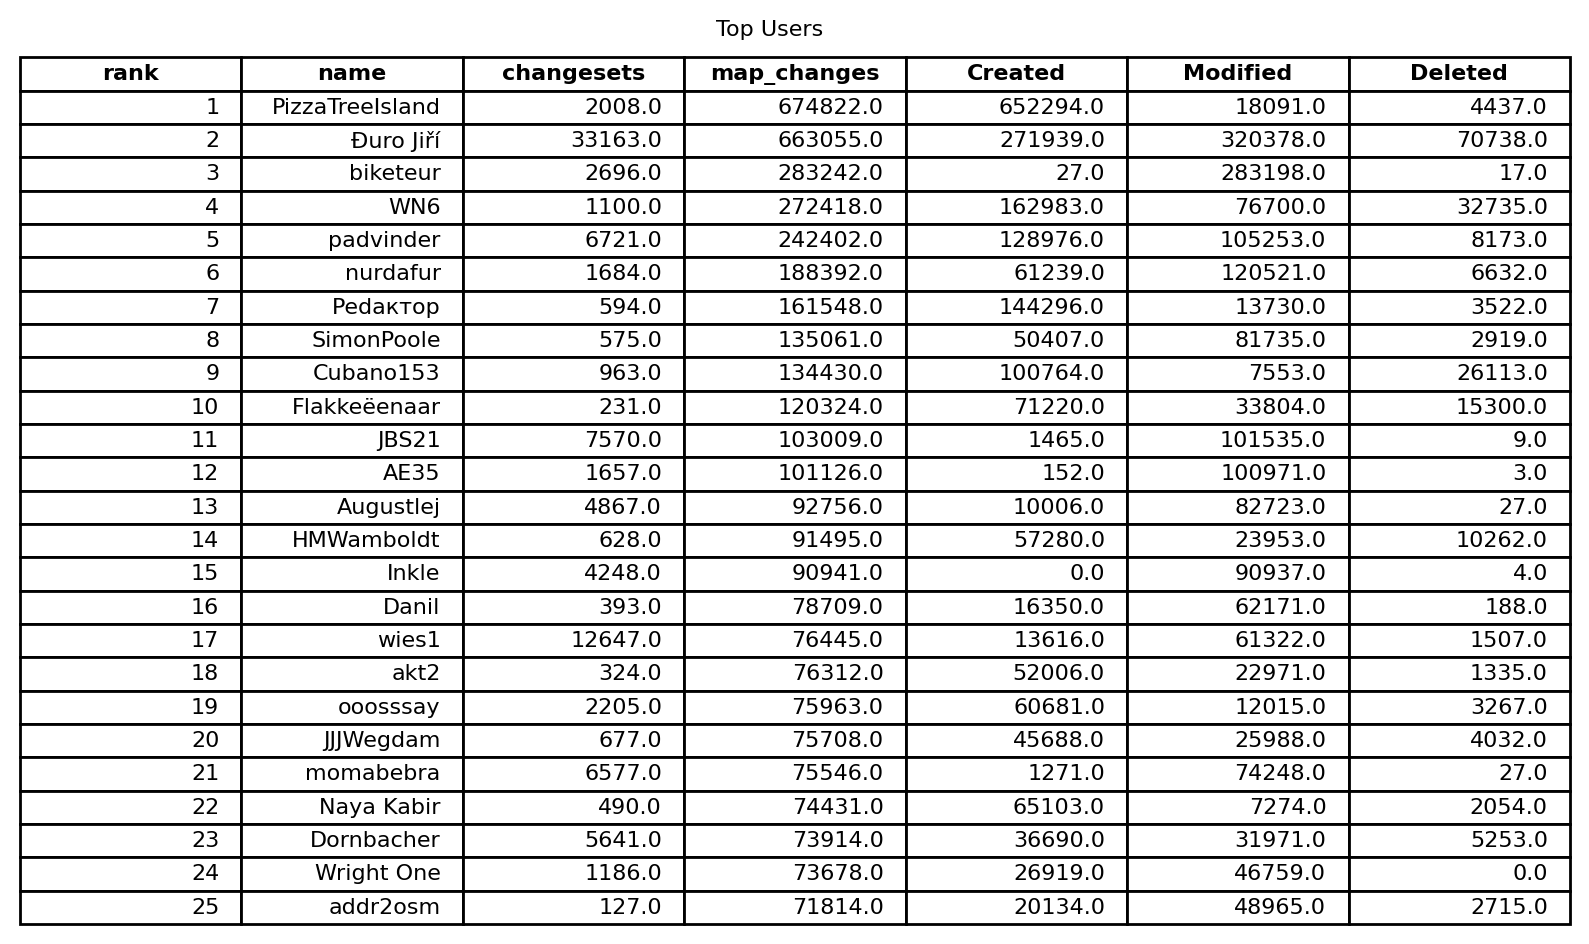 Top Users
rank name changesets map_changes Created Modified Deleted
1 PizzaTreeIsland 2008.0 674822.0 652294.0 18091.0 4437.0
2 Đuro Jiří 33163.0 663055.0 271939.0 320378.0 70738.0
3 biketeur 2696.0 283242.0 27.0 283198.0 17.0
4 WN6 1100.0 272418.0 162983.0 76700.0 32735.0
5 padvinder 6721.0 242402.0 128976.0 105253.0 8173.0
6 nurdafur 1684.0 188392.0 61239.0 120521.0 6632.0
7 Редактор 594.0 161548.0 144296.0 13730.0 3522.0
8 SimonPoole 575.0 135061.0 50407.0 81735.0 2919.0
9 Cubano153 963.0 134430.0 100764.0 7553.0 26113.0
10 Flakkeëenaar 231.0 120324.0 71220.0 33804.0 15300.0
11 JBS21 7570.0 103009.0 1465.0 101535.0 9.0
12 AE35 1657.0 101126.0 152.0 100971.0 3.0
13 Augustlej 4867.0 92756.0 10006.0 82723.0 27.0
14 HMWamboldt 628.0 91495.0 57280.0 23953.0 10262.0
15 Inkle 4248.0 90941.0 0.0 90937.0 4.0
16 Danil 393.0 78709.0 16350.0 62171.0 188.0
17 wies1 12647.0 76445.0 13616.0 61322.0 1507.0
18 akt2 324.0 76312.0 52006.0 22971.0 1335.0
19 ooosssay 2205.0 75963.0 60681.0 12015.0 3267.0
20 JJJWegdam 677.0 75708.0 45688.0 25988.0 4032.0
21 momabebra 6577.0 75546.0 1271.0 74248.0 27.0
22 Naya Kabir 490.0 74431.0 65103.0 7274.0 2054.0
23 Dornbacher 5641.0 73914.0 36690.0 31971.0 5253.0
24 Wright One 1186.0 73678.0 26919.0 46759.0 0.0
25 addr2osm 127.0 71814.0 20134.0 48965.0 2715.0